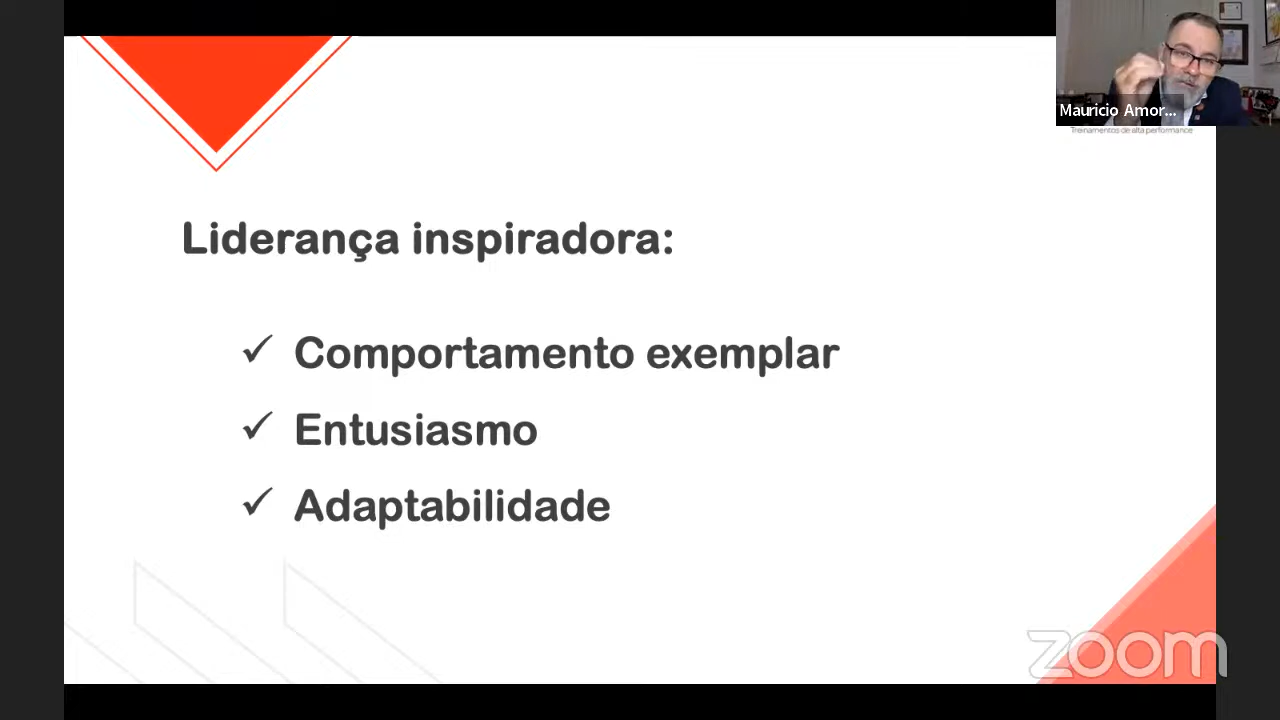 Mauricio Amor...
Treinamentos de alta performance
Liderança inspiradora:
✓ Comportamento exemplar
✓ Entusiasmo
✓ Adaptabilidade
zoom